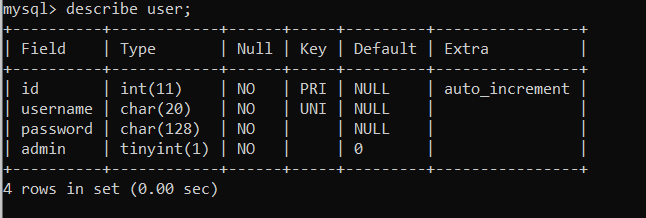 mysql> describe user;
+----------+------------+------+-----+---------+----------------+
| Field    | Type       | Null | Key | Default | Extra          |
+----------+------------+------+-----+---------+----------------+
| id       | int(11)    | NO   | PRI | NULL    | auto_increment |
| username | char(20)   | NO   | UNI | NULL    |                |
| password | char(128)  | NO   |     | NULL    |                |
| admin    | tinyint(1) | NO   |     | 0       |                |
+----------+------------+------+-----+---------+----------------+
4 rows in set (0.00 sec)